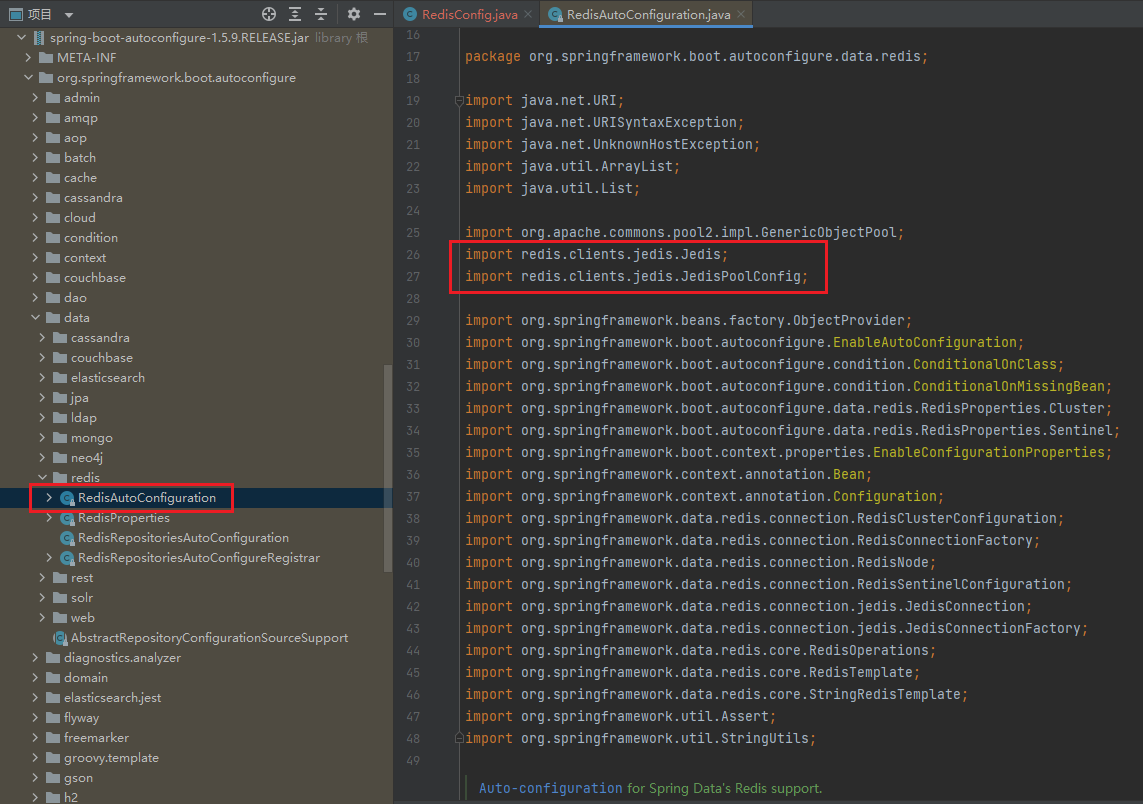 项目
spring-boot-autoconfigure-1.5.9.RELEASE.jar library 根
META-INF
org.springframework.boot.autoconfigure
admin
amqp
aop
batch
cache
cassandra
cloud
condition
context
couchbase
dao
data
cassandra
couchbase
elasticsearch
jpa
ldap
mongo
neo4j
redis
RedisAutoConfiguration
RedisProperties
RedisRepositoriesAutoConfiguration
RedisRepositoriesAutoConfigureRegistrar
rest
solr
web
AbstractRepositoryConfigurationSourceSupport
diagnostics.analyzer
domain
elasticsearch.jest
flyway
freemarker
groovy.template
gson
h2
RedisConfig.java
RedisAutoConfiguration.java
16
17 package org.springframework.boot.autoconfigure.data.redis;
18
19 import java.net.URI;
20 import java.net.URISyntaxException;
21 import java.net.UnknownHostException;
22 import java.util.ArrayList;
23 import java.util.List;
24
25 import org.apache.commons.pool2.impl.GenericObjectPool;
26 import redis.clients.jedis.Jedis;
27 import redis.clients.jedis.JedisPoolConfig;
28
29 import org.springframework.beans.factory.ObjectProvider;
30 import org.springframework.boot.autoconfigure.EnableAutoConfiguration;
31 import org.springframework.boot.autoconfigure.condition.ConditionalOnClass;
32 import org.springframework.boot.autoconfigure.condition.ConditionalOnMissingBean;
33 import org.springframework.boot.autoconfigure.data.redis.RedisProperties.Cluster;
34 import org.springframework.boot.autoconfigure.data.redis.RedisProperties.Sentinel;
35 import org.springframework.boot.context.properties.EnableConfigurationProperties;
36 import org.springframework.context.annotation.Bean;
37 import org.springframework.context.annotation.Configuration;
38 import org.springframework.data.redis.connection.RedisClusterConfiguration;
39 import org.springframework.data.redis.connection.RedisConnectionFactory;
40 import org.springframework.data.redis.connection.RedisNode;
41 import org.springframework.data.redis.connection.RedisSentinelConfiguration;
42 import org.springframework.data.redis.connection.jedis.JedisConnection;
43 import org.springframework.data.redis.connection.jedis.JedisConnectionFactory;
44 import org.springframework.data.redis.core.RedisOperations;
45 import org.springframework.data.redis.core.RedisTemplate;
46 import org.springframework.data.redis.core.StringRedisTemplate;
47 import org.springframework.util.Assert;
48 import org.springframework.util.StringUtils;
49
Auto-configuration for Spring Data's Redis support.